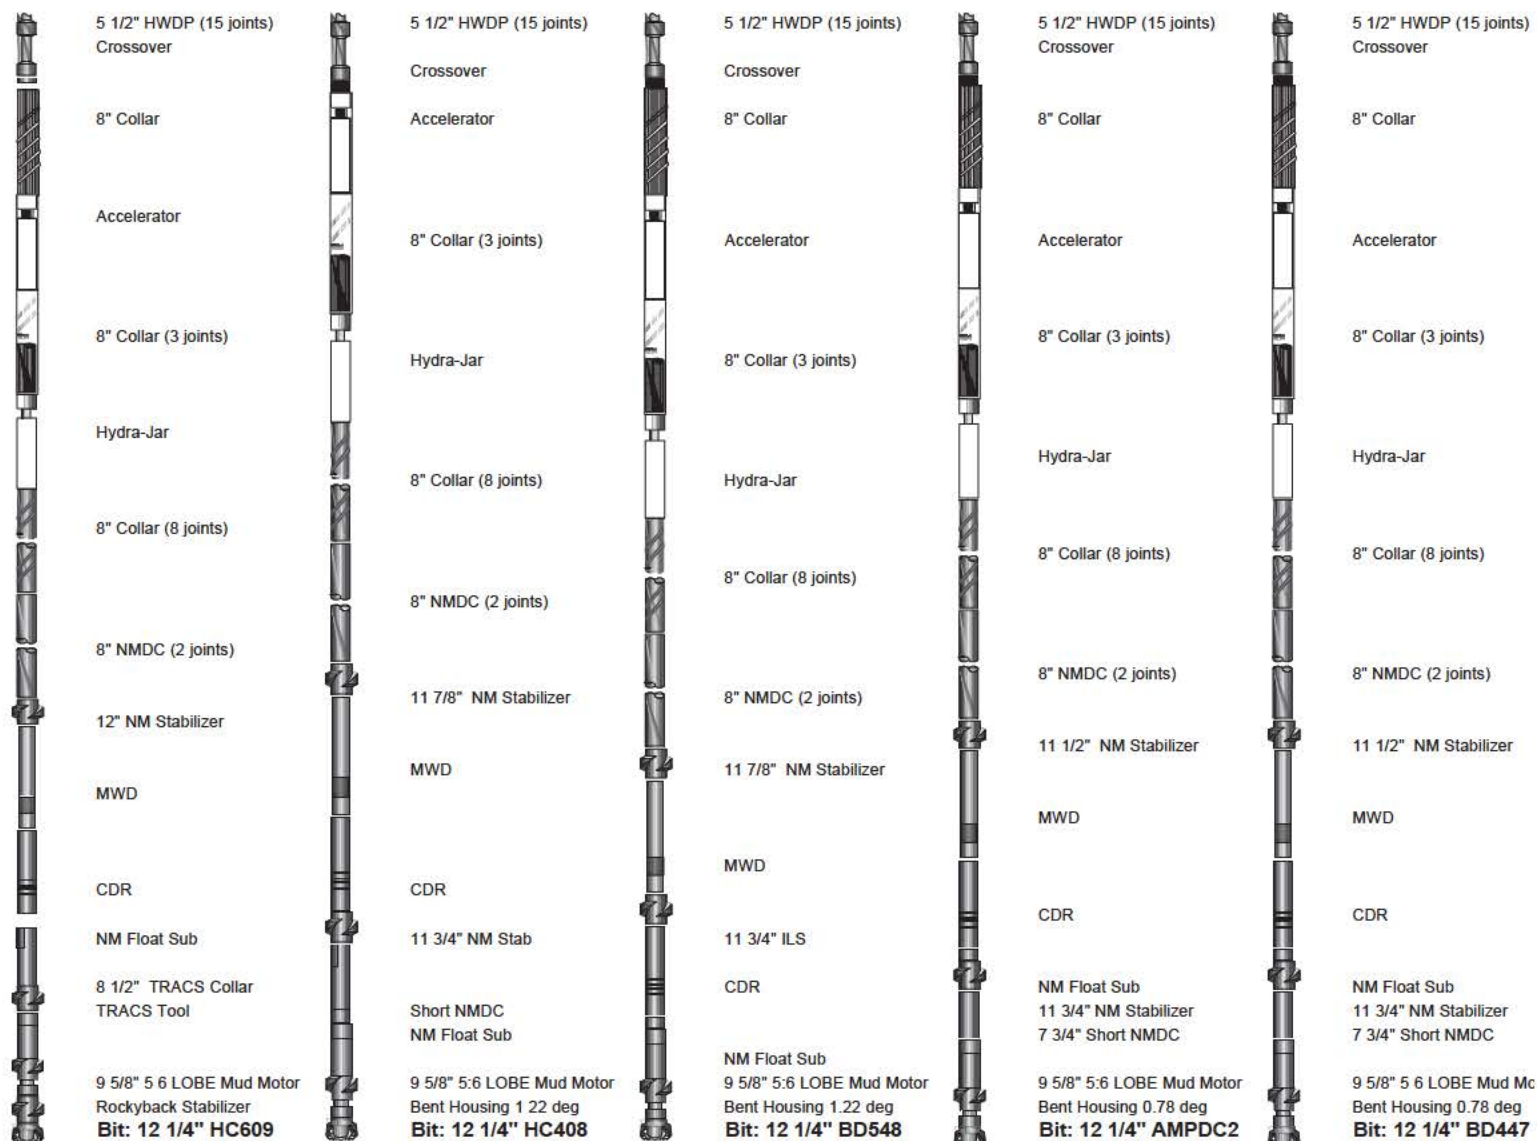 5 1/2" HWDP (15 joints)
Crossover
8" Collar
Accelerator
8" Collar (3 joints)
Hydra-Jar
8" Collar (8 joints)
8" NMDC (2 joints)
12" NM Stabilizer
MWD
CDR
NM Float Sub
8 1/2" TRACS Collar
TRACS Tool
9 5/8" 5 6 LOBE Mud Motor
Rockyback Stabilizer
Bit: 12 1/4" HC609
5 1/2" HWDP (15 joints)
Crossover
Accelerator
8" Collar (3 joints)
Hydra-Jar
8" Collar (8 joints)
8" NMDC (2 joints)
11 7/8" NM Stabilizer
MWD
CDR
11 3/4" NM Stab
Short NMDC
NM Float Sub
9 5/8" 5:6 LOBE Mud Motor
Bent Housing 1 22 deg
Bit: 12 1/4" HC408
5 1/2" HWDP (15 joints)
Crossover
8" Collar
Accelerator
8" Collar (3 joints)
Hydra-Jar
8" Collar (8 joints)
8" NMDC (2 joints)
11 7/8" NM Stabilizer
MWD
11 3/4" ILS
CDR
NM Float Sub
9 5/8" 5:6 LOBE Mud Motor
Bent Housing 1.22 deg
Bit: 12 1/4" BD548
5 1/2" HWDP (15 joints)
Crossover
8" Collar
Accelerator
8" Collar (3 joints)
Hydra-Jar
8" Collar (8 joints)
8" NMDC (2 joints)
11 1/2" NM Stabilizer
MWD
CDR
NM Float Sub
11 3/4" NM Stabilizer
7 3/4" Short NMDC
9 5/8" 5:6 LOBE Mud Motor
Bent Housing 0.78 deg
Bit: 12 1/4" AMPDC2
5 1/2" HWDP (15 joints)
Crossover
8" Collar
Accelerator
8" Collar (3 joints)
Hydra-Jar
8" Collar (8 joints)
8" NMDC (2 joints)
11 1/2" NM Stabilizer
MWD
CDR
NM Float Sub
11 3/4" NM Stabilizer
7 3/4" Short NMDC
9 5/8" 5 6 LOBE Mud
Bent Housing 0.78 deg
Bit: 12 1/4" BD447